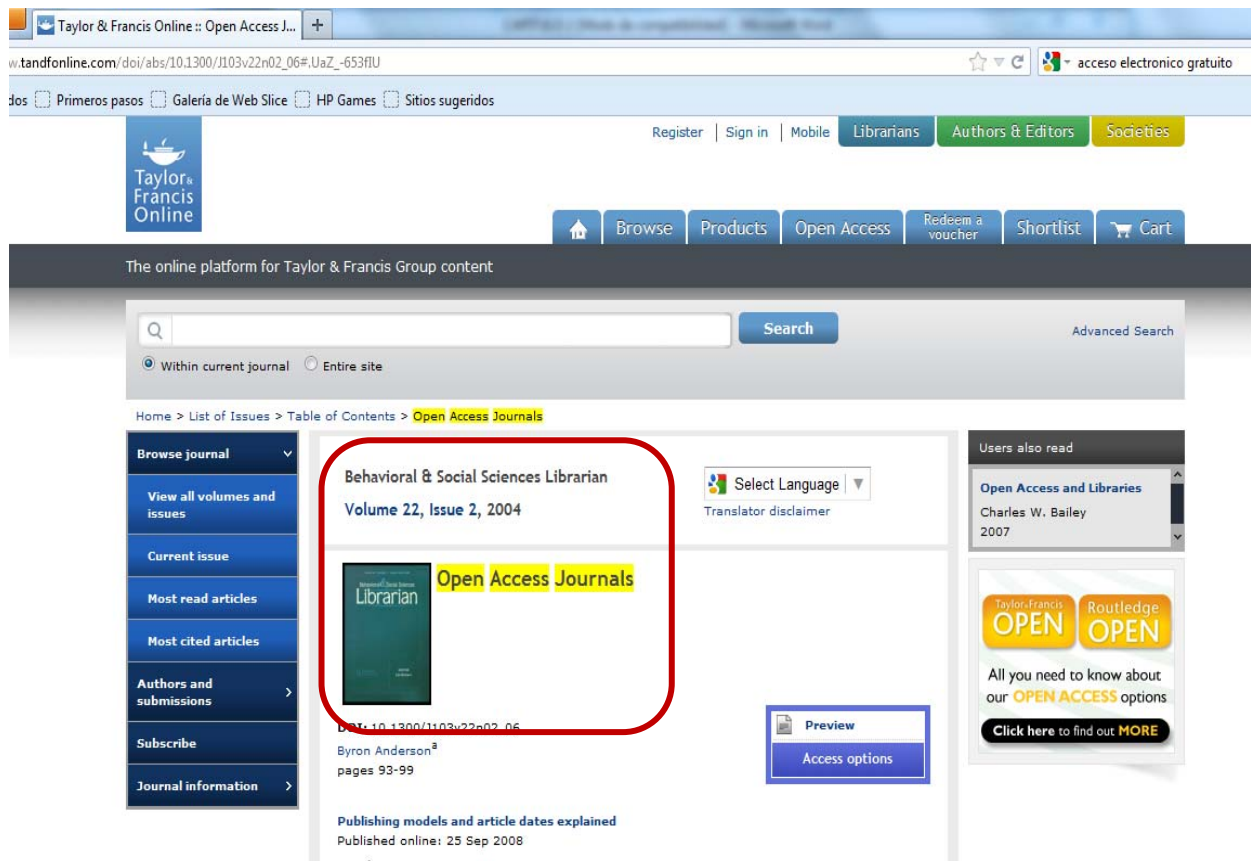 Taylor & Francis Online :: Open Access J... +
w.tandfonline.com/doi/abs/10.1300/J103v22n02_06#.UaZ_-653flU
acceso electronico gratuito
dos Primeros pasos Galería de Web Slice HP Games Sitios sugeridos
Register | Sign in | Mobile Librarians Authors & Editors Societies
Taylor &
Francis
Online
Browse Products Open Access Redeem a voucher Shortlist Cart
The online platform for Taylor & Francis Group content
Search
Advanced Search
Within current journal Entire site
Home > List of Issues > Table of Contents > Open Access Journals
Browse journal
View all volumes and
issues
Current issue
Most read articles
Most cited articles
Authors and
submissions
Subscribe
Journal information
Behavioral & Social Sciences Librarian
Volume 22, Issue 2, 2004
Select Language
Translator disclaimer
Librarian
Open Access Journals
DOI: 10.1300/J103v22n02_06
Byron Anderson a
pages 93-99
Preview
Access options
Publishing models and article dates explained
Published online: 25 Sep 2008
Users also read
Open Access and Libraries
Charles W. Bailey
2007
Taylor & Francis
OPEN
Routledge
OPEN
All you need to know about
our OPEN ACCESS options
Click here to find out MORE